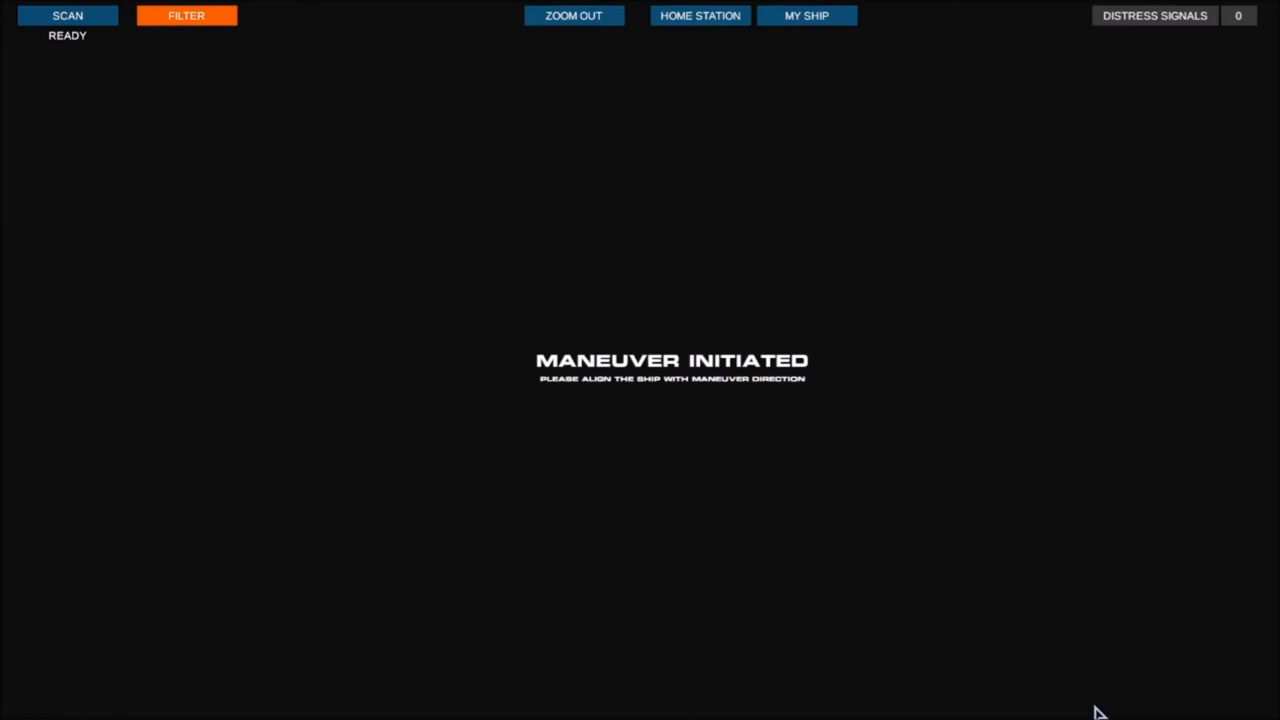 SCAN
FILTER
ZOOM OUT
HOME STATION
MY SHIP
DISTRESS SIGNALS
0
READY
MANEUVER INITIATED
PLEASE ALIGN THE SHIP WITH MANEUVER DIRECTION